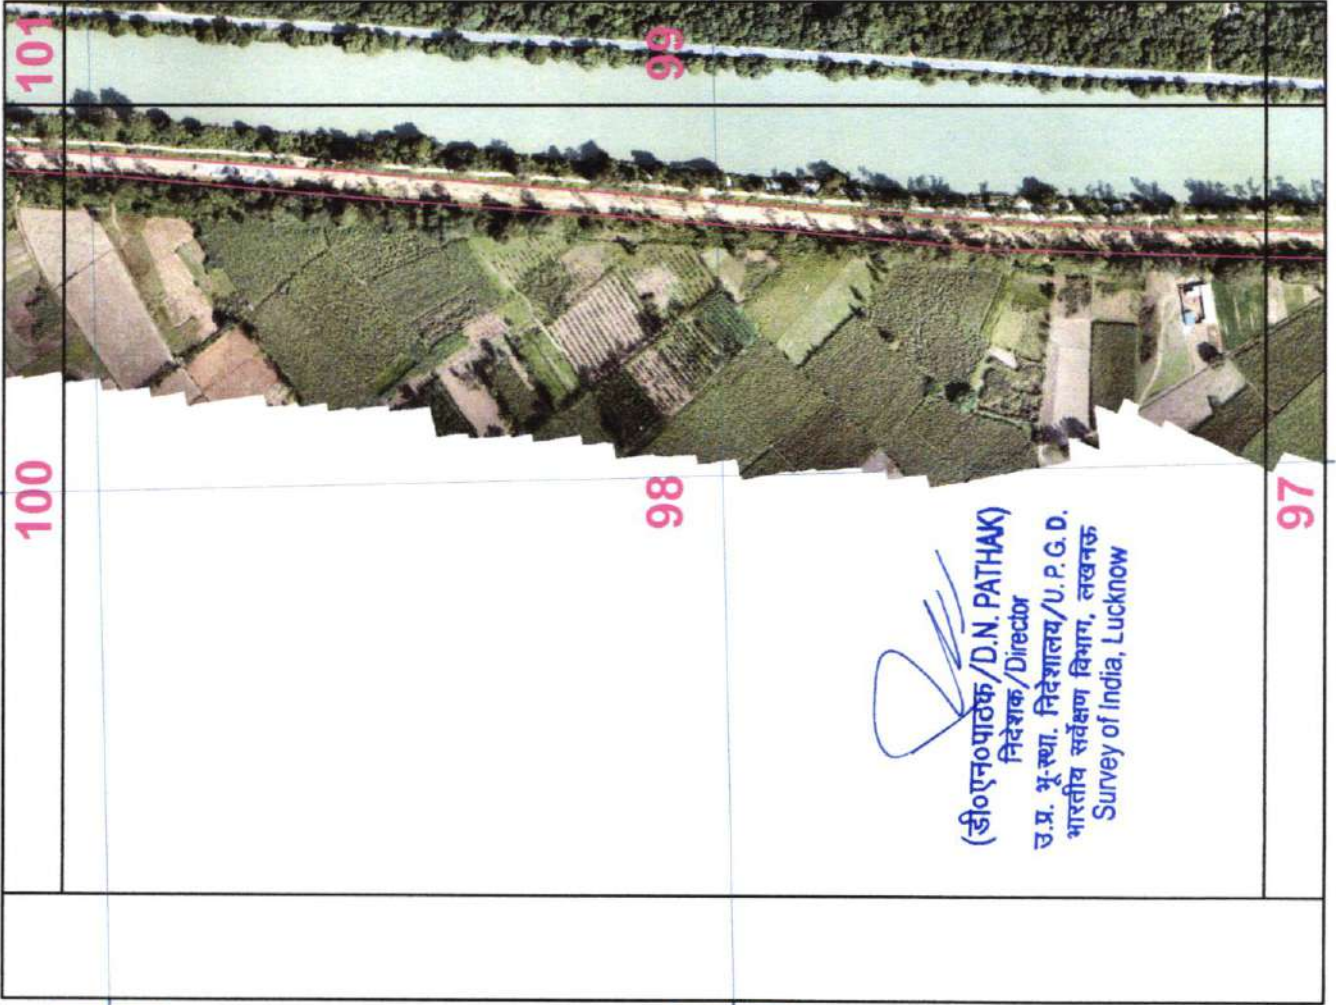 101
99
100
98
97
(डी०एन०पाठक/D.N. PATHAK)
निदेशक/Director
उ.प्र. भू-स्था. निदेशालय/U.P.G.D.
भारतीय सर्वेक्षण विभाग, लखनऊ
Survey of India, Lucknow